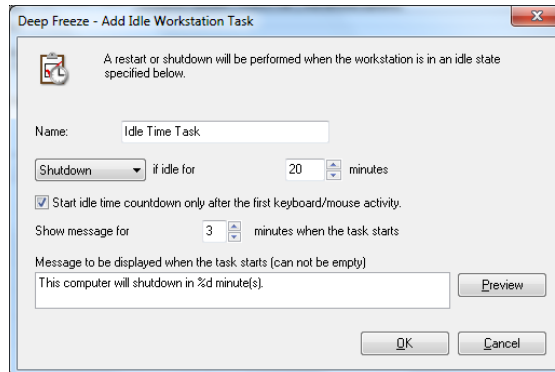 Deep Freeze - Add Idle Workstation Task
A restart or shutdown will be performed when the workstation is in an idle state
specified below.
Name: Idle Time Task
Shutdown if idle for 20 minutes
Start idle time countdown only after the first keyboard/mouse activity.
Show message for 3 minutes when the task starts
Message to be displayed when the task starts (can not be empty)
This computer will shutdown in %d minute(s).
Preview
OK Cancel